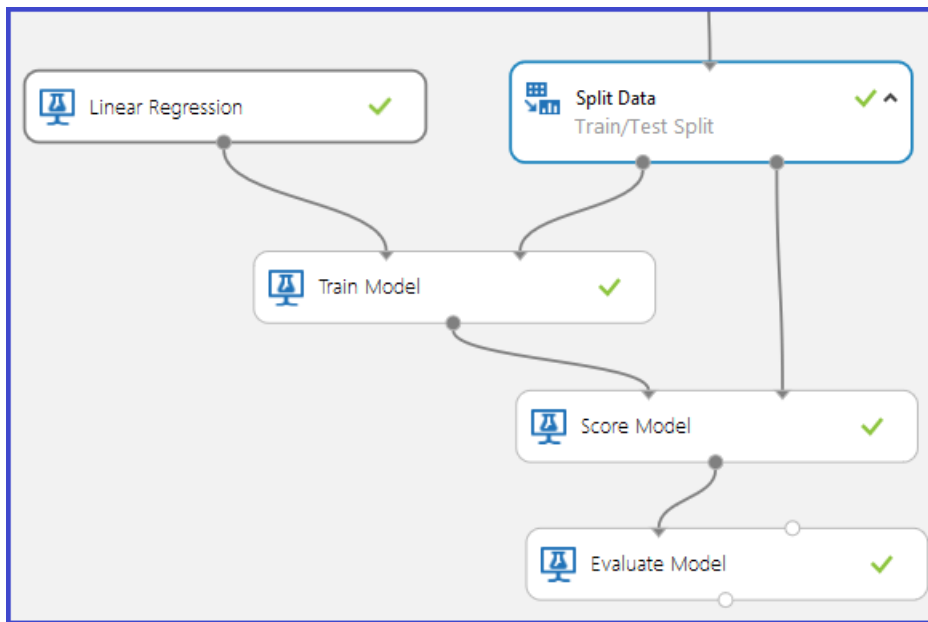 Linear Regression
Split Data
Train/Test Split
Train Model
Score Model
Evaluate Model